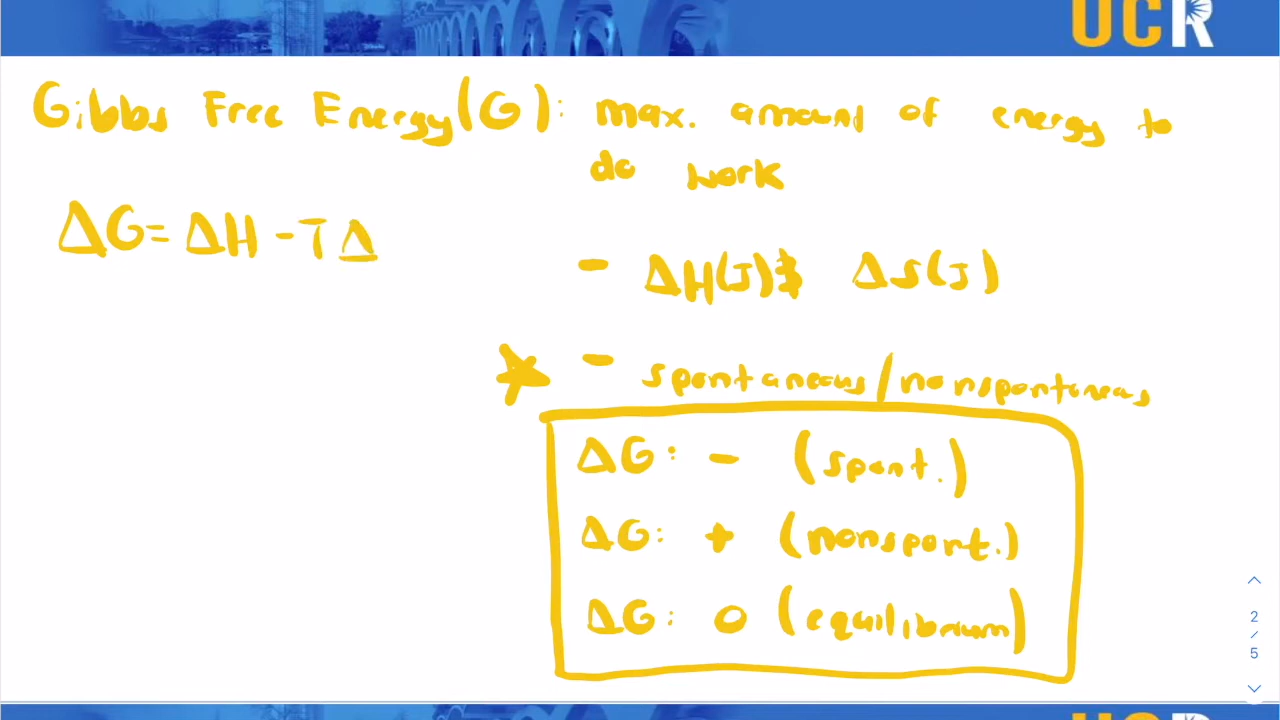 UCR
Gibbs Free Energy (G): max. amount of energy to
do work
ΔG= ΔH - T Δ
- ΔH(J) & ΔS(J)
- spontaneous/nonspontaneous
ΔG: - (spont.)
ΔG: + (nonspont.)
ΔG: 0 (equilibrium)
2
/
5
UCR